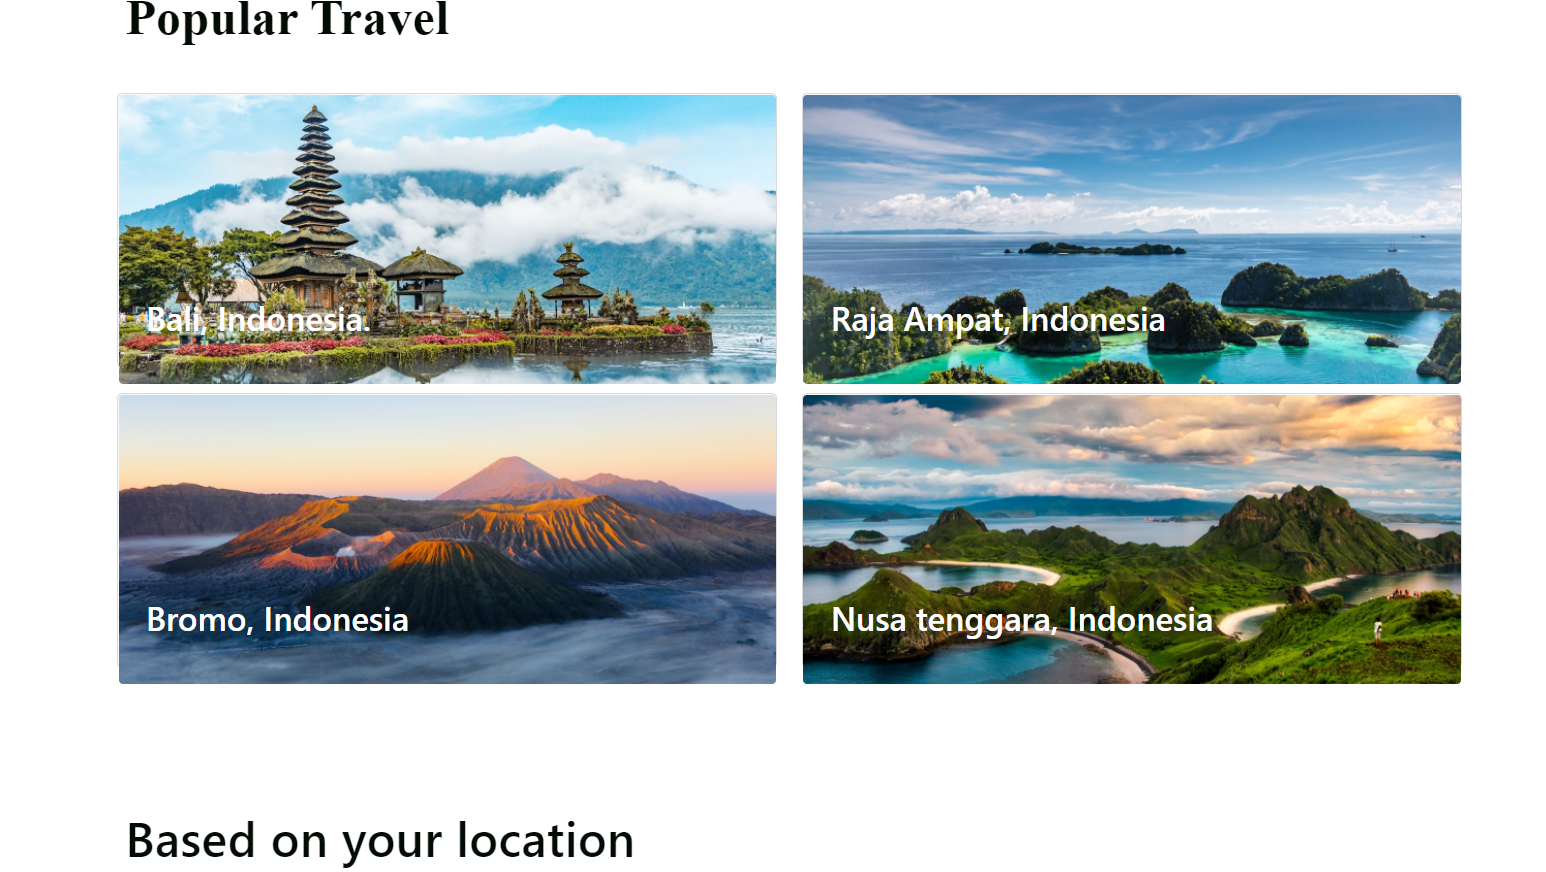 Popular Travel
Bali, Indonesia.
Raja Ampat, Indonesia
Bromo, Indonesia
Nusa tenggara, Indonesia
Based on your location